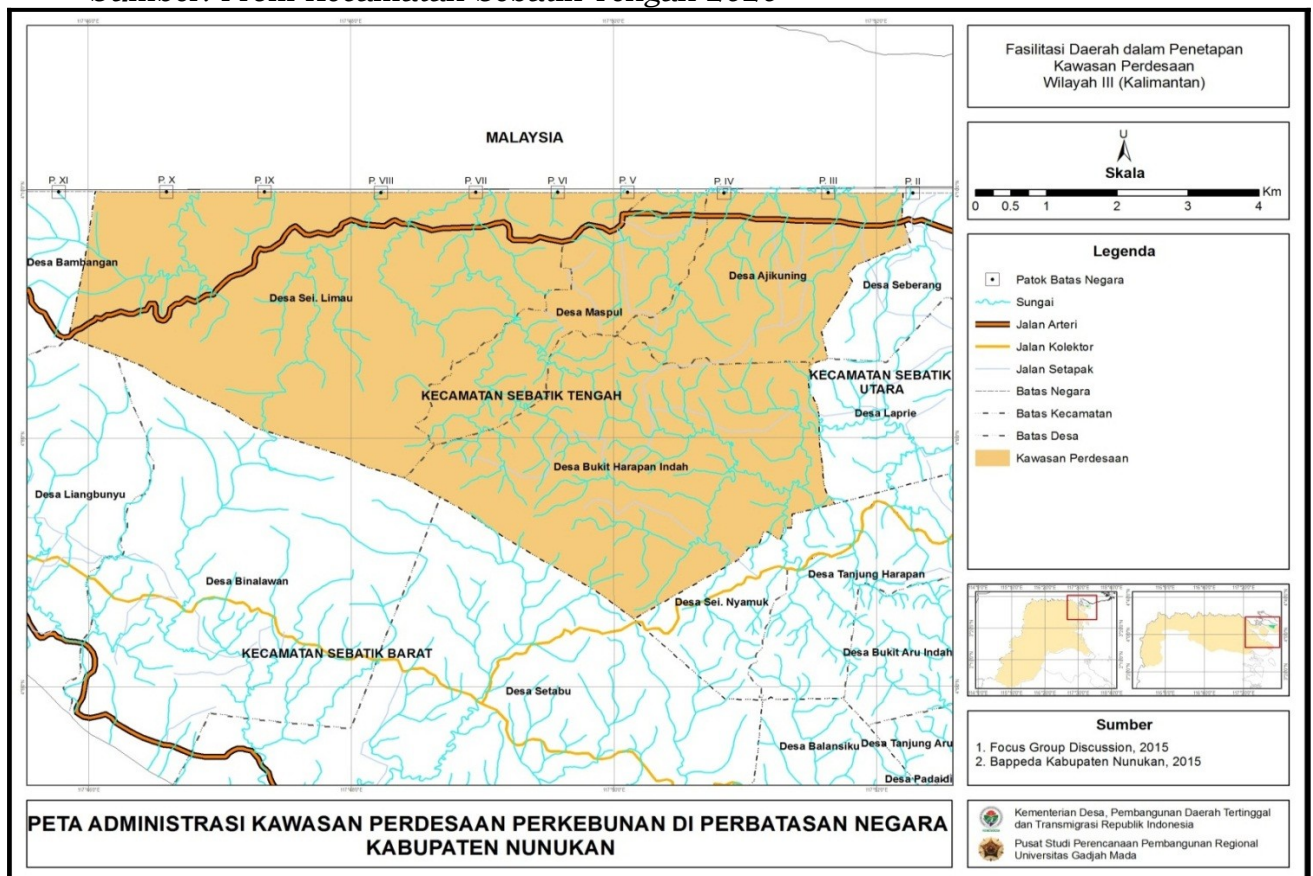 Sumber: Profil Kecamatan Sebatik Tengah 2020
Fasilitasi Daerah dalam Penetapan
Kawasan Perdesaan
Wilayah III (Kalimantan)
U
Skala
Km
0 0.5 1 2 3 4
Legenda
Patok Batas Negara
Sungai
Jalan Arteri
Jalan Kolektor
Jalan Setapak
Batas Negara
Batas Kecamatan
Batas Desa
Kawasan Perdesaan
MALAYSIA
P. XI P. X P. IX P. VIII P. VII P. VI P. V P. IV P. III P. II
Desa Bambangan
Desa Sei. Limau
Desa Maspul
Desa Ajikuning
Desa Seberang
KECAMATAN SEBATIK TENGAH
KECAMATAN SEBATIK
UTARA
Desa Laprie
Desa Bukit Harapan Indah
Desa Liangbunyu
Desa Binalawan
Desa Tanjung Harapan
Desa Sei. Nyamuk
KECAMATAN SEBATIK BARAT
Desa Bukit Aru Indah
Desa Setabu
Desa Balansiku
Desa Tanjung Aru
Desa Padaidi
Sumber
1. Focus Group Discussion, 2015
2. Bappeda Kabupaten Nunukan, 2015
PETA ADMINISTRASI KAWASAN PERDESAAN PERKEBUNAN DI PERBATASAN NEGARA
KABUPATEN NUNUKAN
Kementerian Desa, Pembangunan Daerah Tertinggal
dan Transmigrasi Republik Indonesia
Pusat Studi Perencanaan Pembangunan Regional
Universitas Gadjah Mada